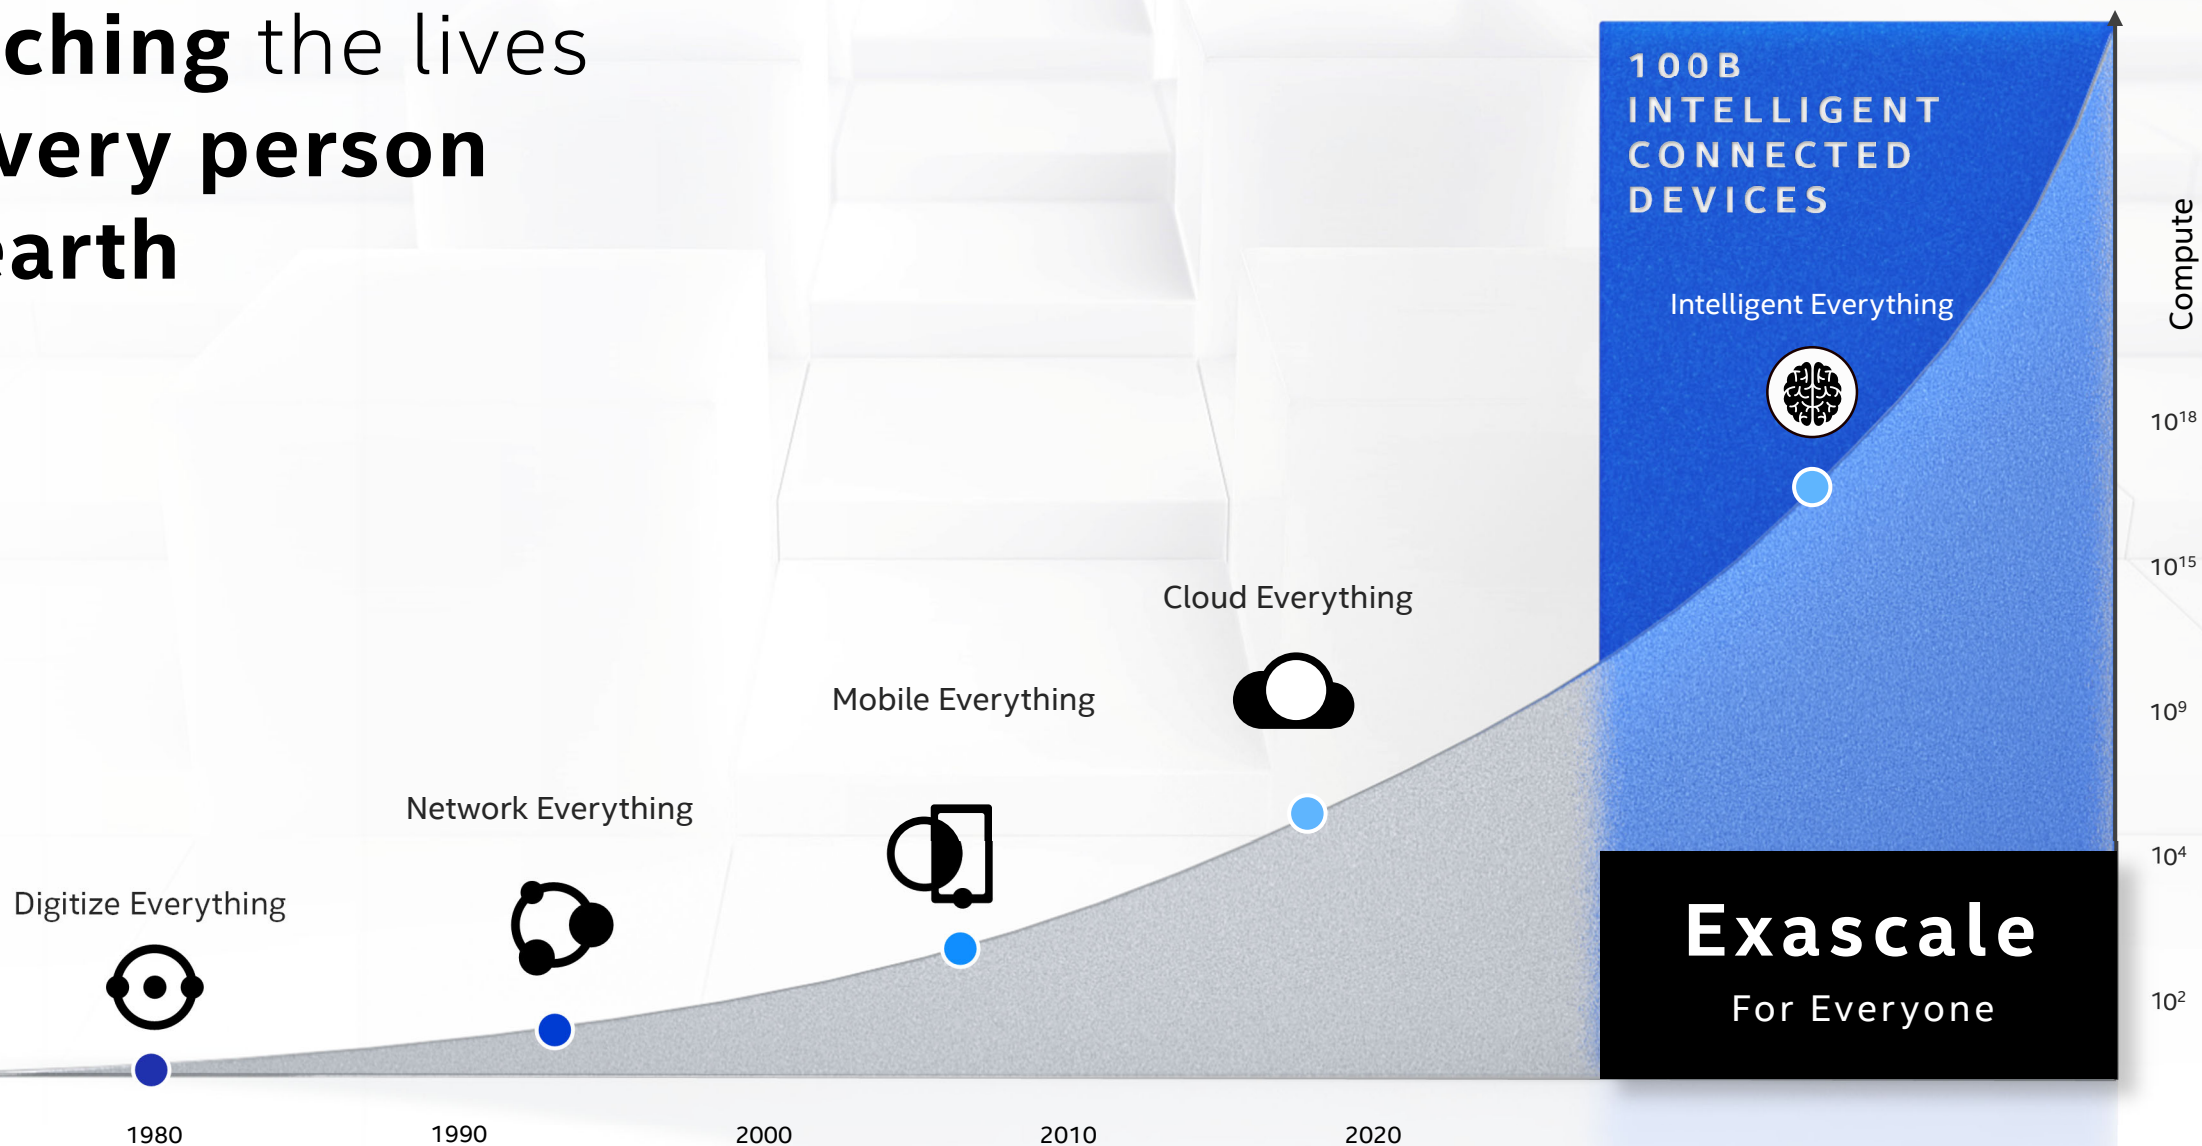 ching the lives
very person
earth
100B
INTELLIGENT
CONNECTED
DEVICES
Intelligent Everything
Cloud Everything
Mobile Everything
Network Everything
Digitize Everything
Compute
10¹⁸
10¹⁵
10⁹
10⁴
10²
Exascale
For Everyone
1980
1990
2000
2010
2020